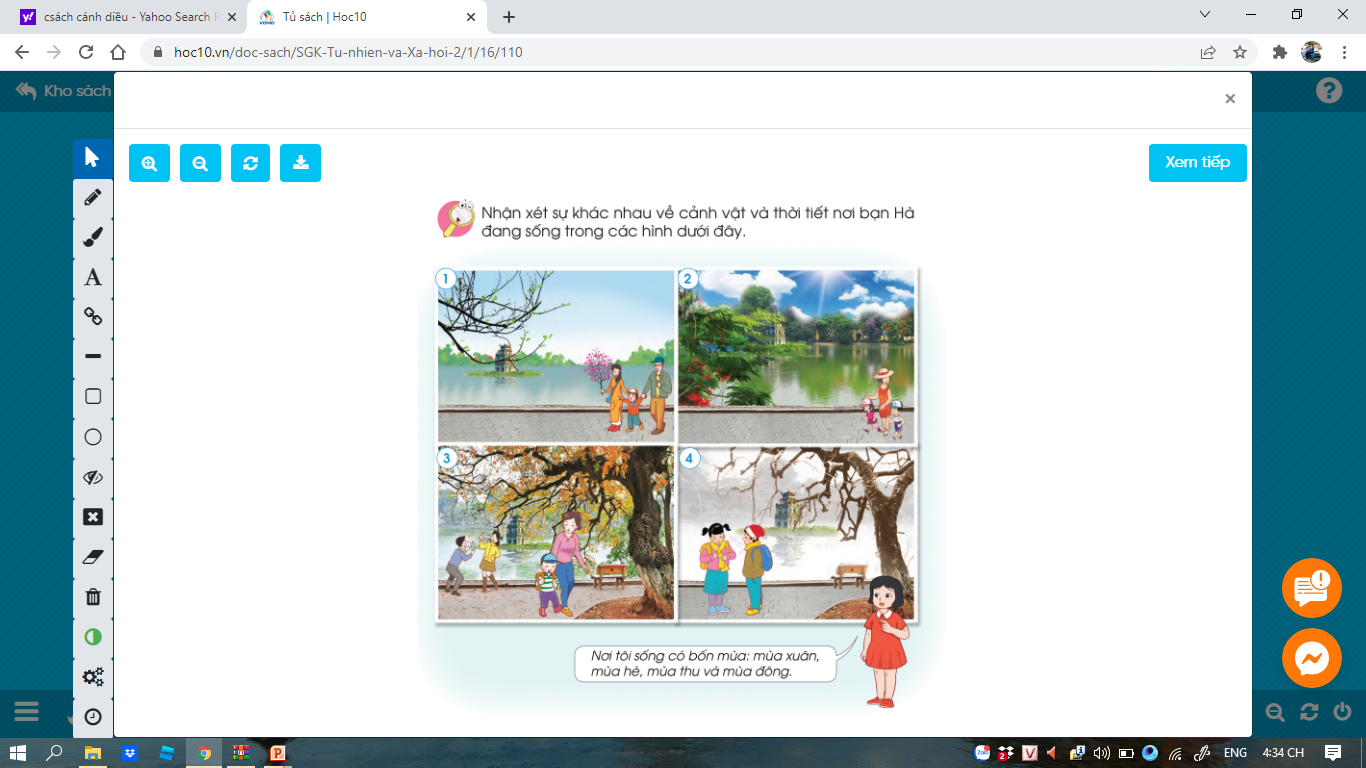 csách cánh diều - Yahoo Search R
Tủ sách | Hoc10
hoc10.vn/doc-sach/SGK-Tu-nhien-va-Xa-hoi-2/1/16/110
Kho sách
Xem tiếp
Nhận xét sự khác nhau về cảnh vật và thời tiết nơi bạn Hà
đang sống trong các hình dưới đây.
1
2
3
4
Nơi tôi sống có bốn mùa: mùa xuân,
mùa hè, mùa thu và mùa đông.
ENG
4:34 CH